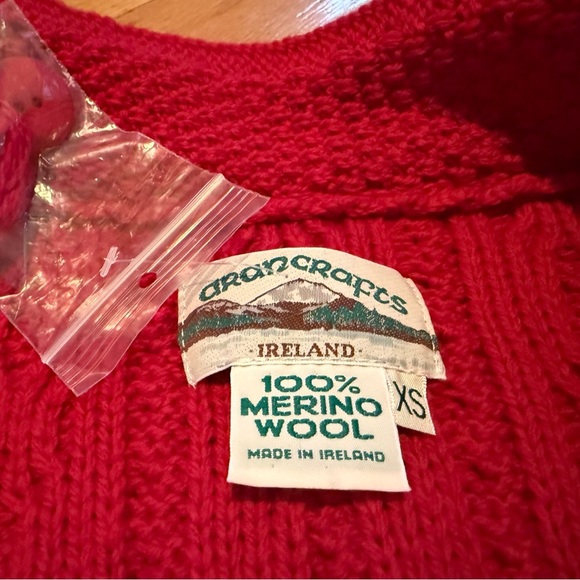 arancrafts
· IRELAND ·
100%
MERINO
WOOL
MADE IN IRELAND
XS